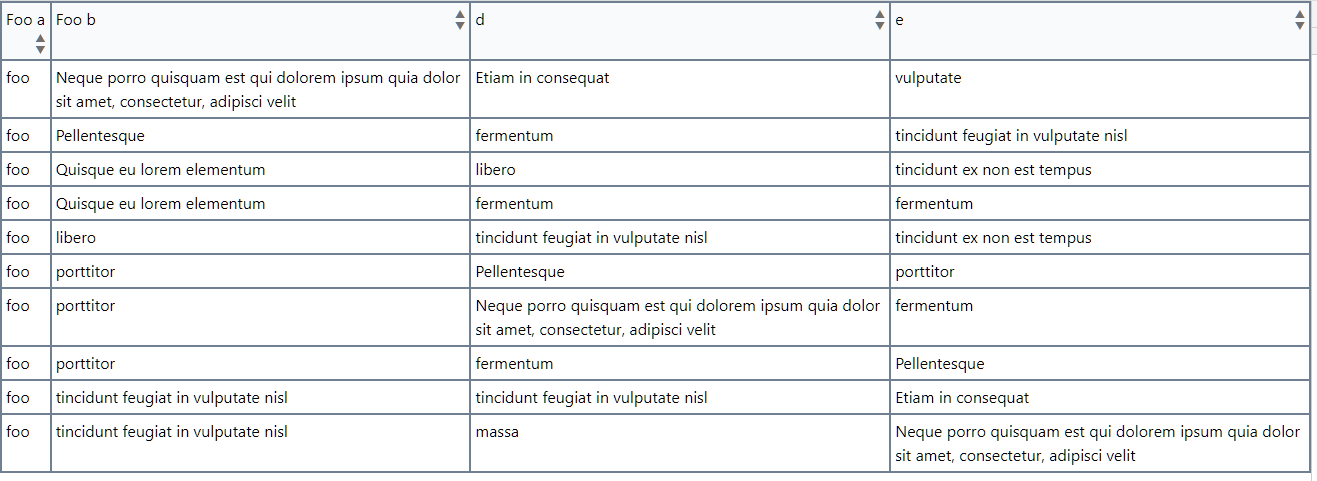 Foo a Foo b d e
foo Neque porro quisquam est qui dolorem ipsum quia dolor Etiam in consequat vulputate
sit amet, consectetur, adipisci velit
foo Pellentesque fermentum tincidunt feugiat in vulputate nisl
foo Quisque eu lorem elementum libero tincidunt ex non est tempus
foo Quisque eu lorem elementum fermentum fermentum
foo libero tincidunt feugiat in vulputate nisl tincidunt ex non est tempus
foo porttitor Pellentesque porttitor
foo porttitor Neque porro quisquam est qui dolorem ipsum quia dolor fermentum
sit amet, consectetur, adipisci velit
foo porttitor fermentum Pellentesque
foo tincidunt feugiat in vulputate nisl tincidunt feugiat in vulputate nisl Etiam in consequat
foo tincidunt feugiat in vulputate nisl massa Neque porro quisquam est qui dolorem ipsum quia dolor
sit amet, consectetur, adipisci velit